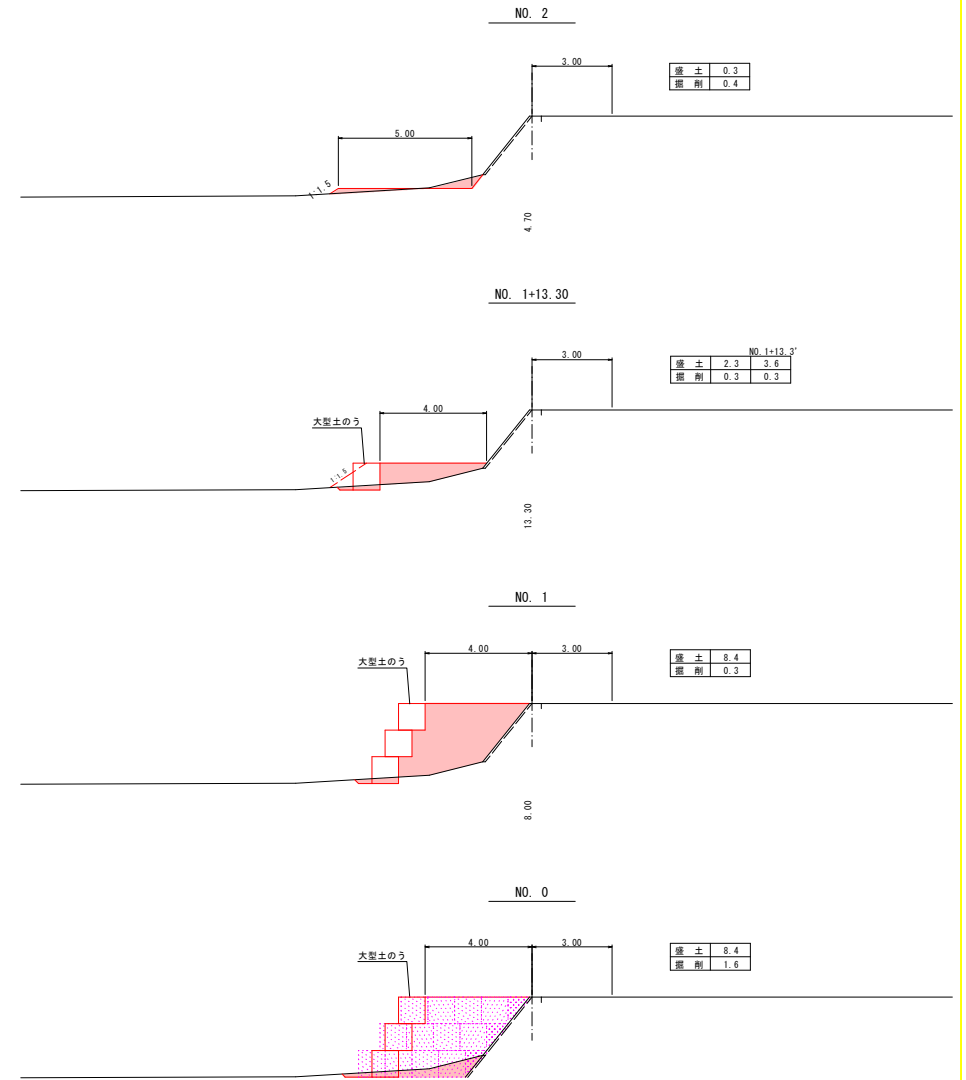 NO. 2
3.00
盛 土 0.3
掘 削 0.4
5.00
1:1.5
4.70
NO. 1+13.30
3.00
NO.1+13.3'
盛 土 2.3 3.6
掘 削 0.3 0.3
4.00
大型土のう
1:1.5
13.30
NO. 1
4.00 3.00
盛 土 8.4
掘 削 0.3
大型土のう
8.00
NO. 0
4.00 3.00
盛 土 8.4
掘 削 1.6
大型土のう